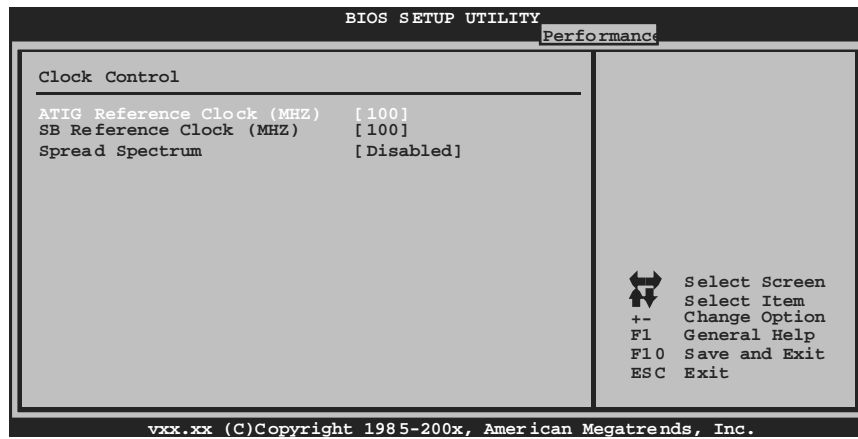 BIOS SETUP UTILITY
Performance
Clock Control
ATIG Reference Clock (MHZ) [100]
SB Reference Clock (MHZ) [100]
Spread Spectrum [Disabled]
Select Screen
Select Item
+- Change Option
F1 General Help
F10 Save and Exit
ESC Exit
vxx.xx (C)Copyright 1985-200x, American Megatrends, Inc.